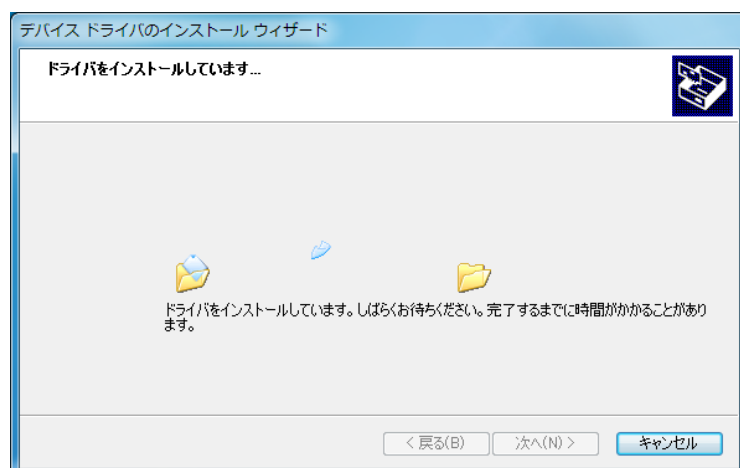 デバイス ドライバのインストール ウィザード
ドライバをインストールしています...
ドライバをインストールしています。しばらくお待ちください。完了するまでに時間がかかることがあり
ます。
< 戻る(B) 次へ(N) > キャンセル